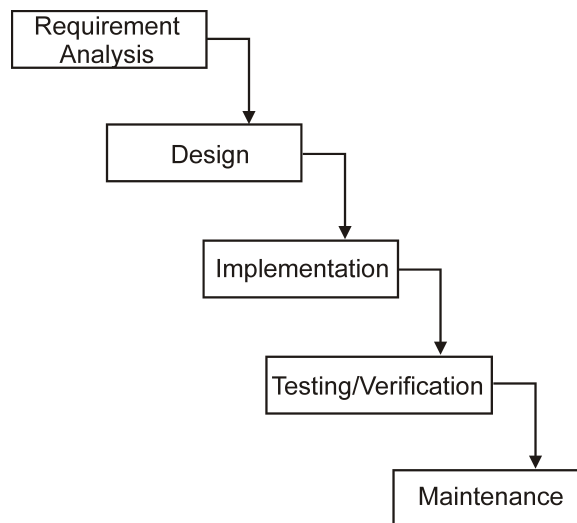 Requirement
Analysis
Design
Implementation
Testing/Verification
Maintenance